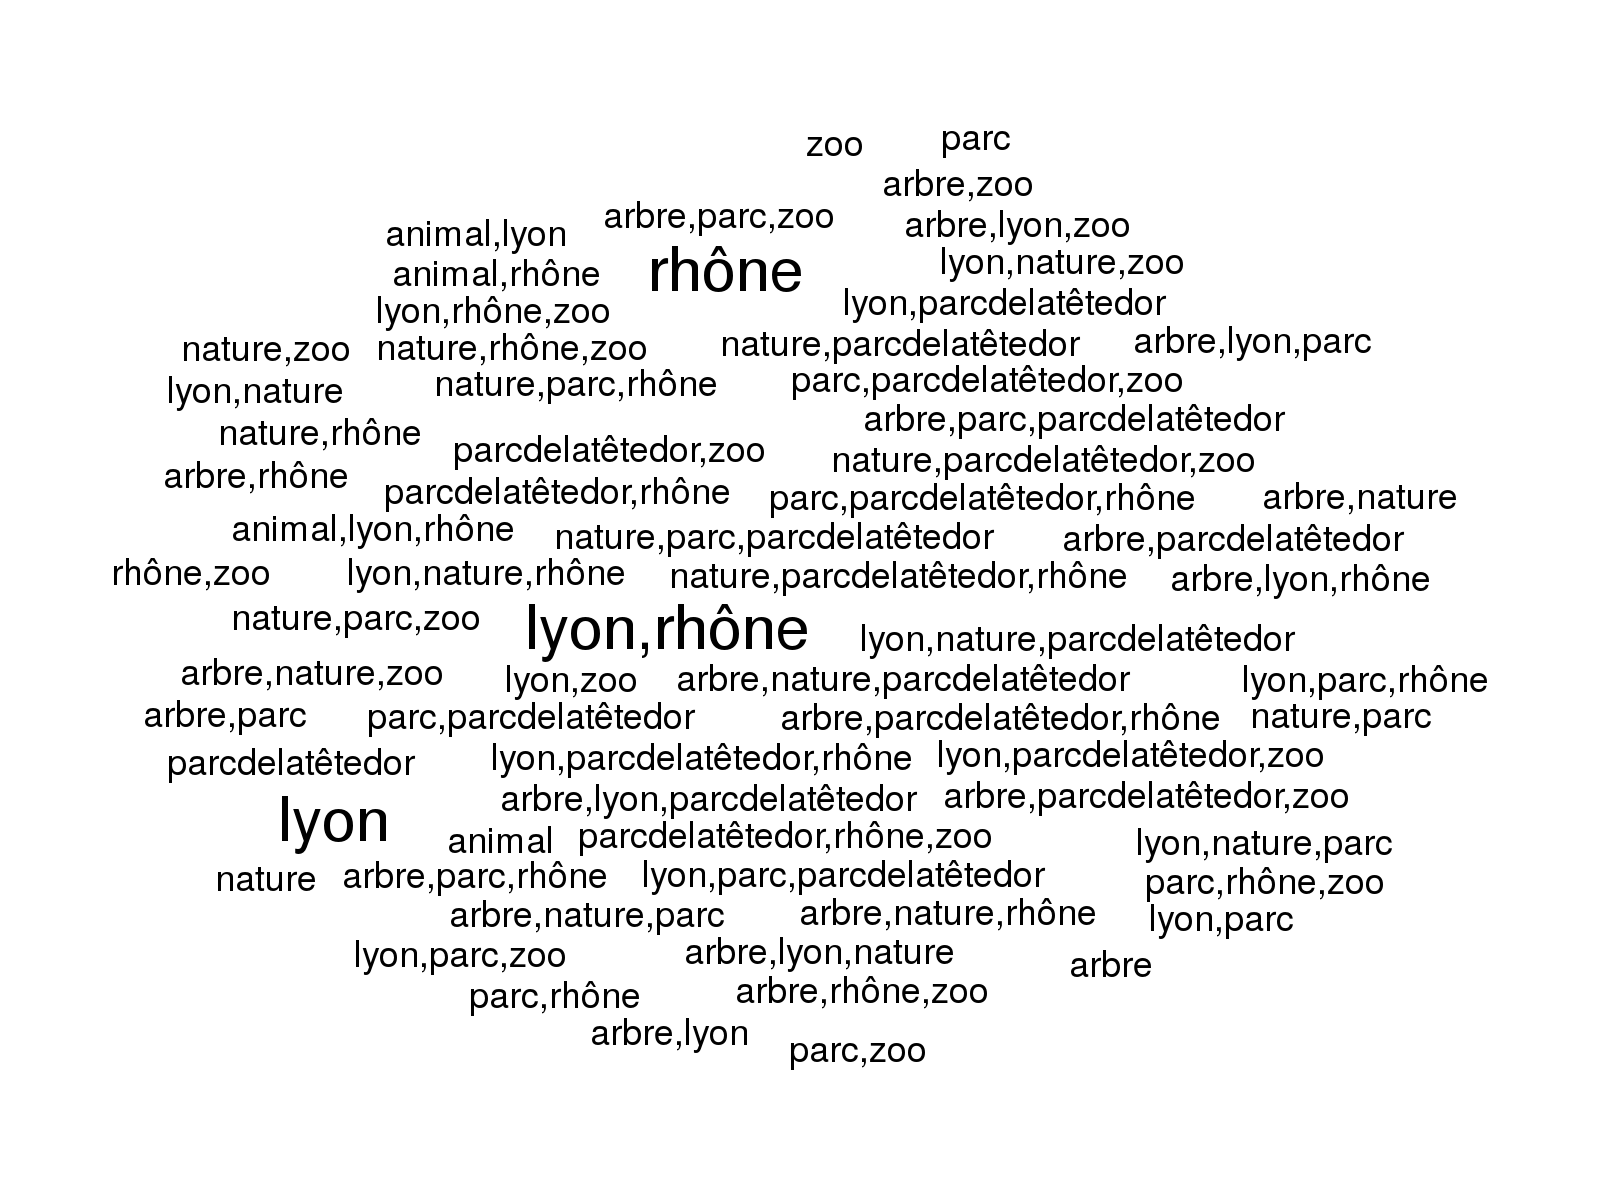 zoo
parc
arbre,zoo
arbre,parc,zoo
arbre,lyon,zoo
animal,lyon
lyon,nature,zoo
animal,rhône
rhône
lyon,parcdelatêtedor
lyon,rhône,zoo
nature,zoo
nature,rhône,zoo
nature,parcdelatêtedor
arbre,lyon,parc
lyon,nature
nature,parc,rhône
parc,parcdelatêtedor,zoo
arbre,parc,parcdelatêtedor
nature,rhône
parcdelatêtedor,zoo
nature,parcdelatêtedor,zoo
arbre,rhône
parcdelatêtedor,rhône
parc,parcdelatêtedor,rhône
arbre,nature
animal,lyon,rhône
nature,parc,parcdelatêtedor
arbre,parcdelatêtedor
rhône,zoo
lyon,nature,rhône
nature,parcdelatêtedor,rhône
arbre,lyon,rhône
nature,parc,zoo
lyon,rhône
lyon,nature,parcdelatêtedor
arbre,nature,zoo
lyon,zoo
arbre,nature,parcdelatêtedor
lyon,parc,rhône
arbre,parc
parc,parcdelatêtedor
arbre,parcdelatêtedor,rhône
nature,parc
parcdelatêtedor
lyon,parcdelatêtedor,rhône
lyon,parcdelatêtedor,zoo
arbre,lyon,parcdelatêtedor
arbre,parcdelatêtedor,zoo
lyon
animal
parcdelatêtedor,rhône,zoo
lyon,nature,parc
nature
arbre,parc,rhône
lyon,parc,parcdelatêtedor
parc,rhône,zoo
arbre,nature,parc
arbre,nature,rhône
lyon,parc
lyon,parc,zoo
arbre,lyon,nature
arbre
parc,rhône
arbre,rhône,zoo
arbre,lyon
parc,zoo